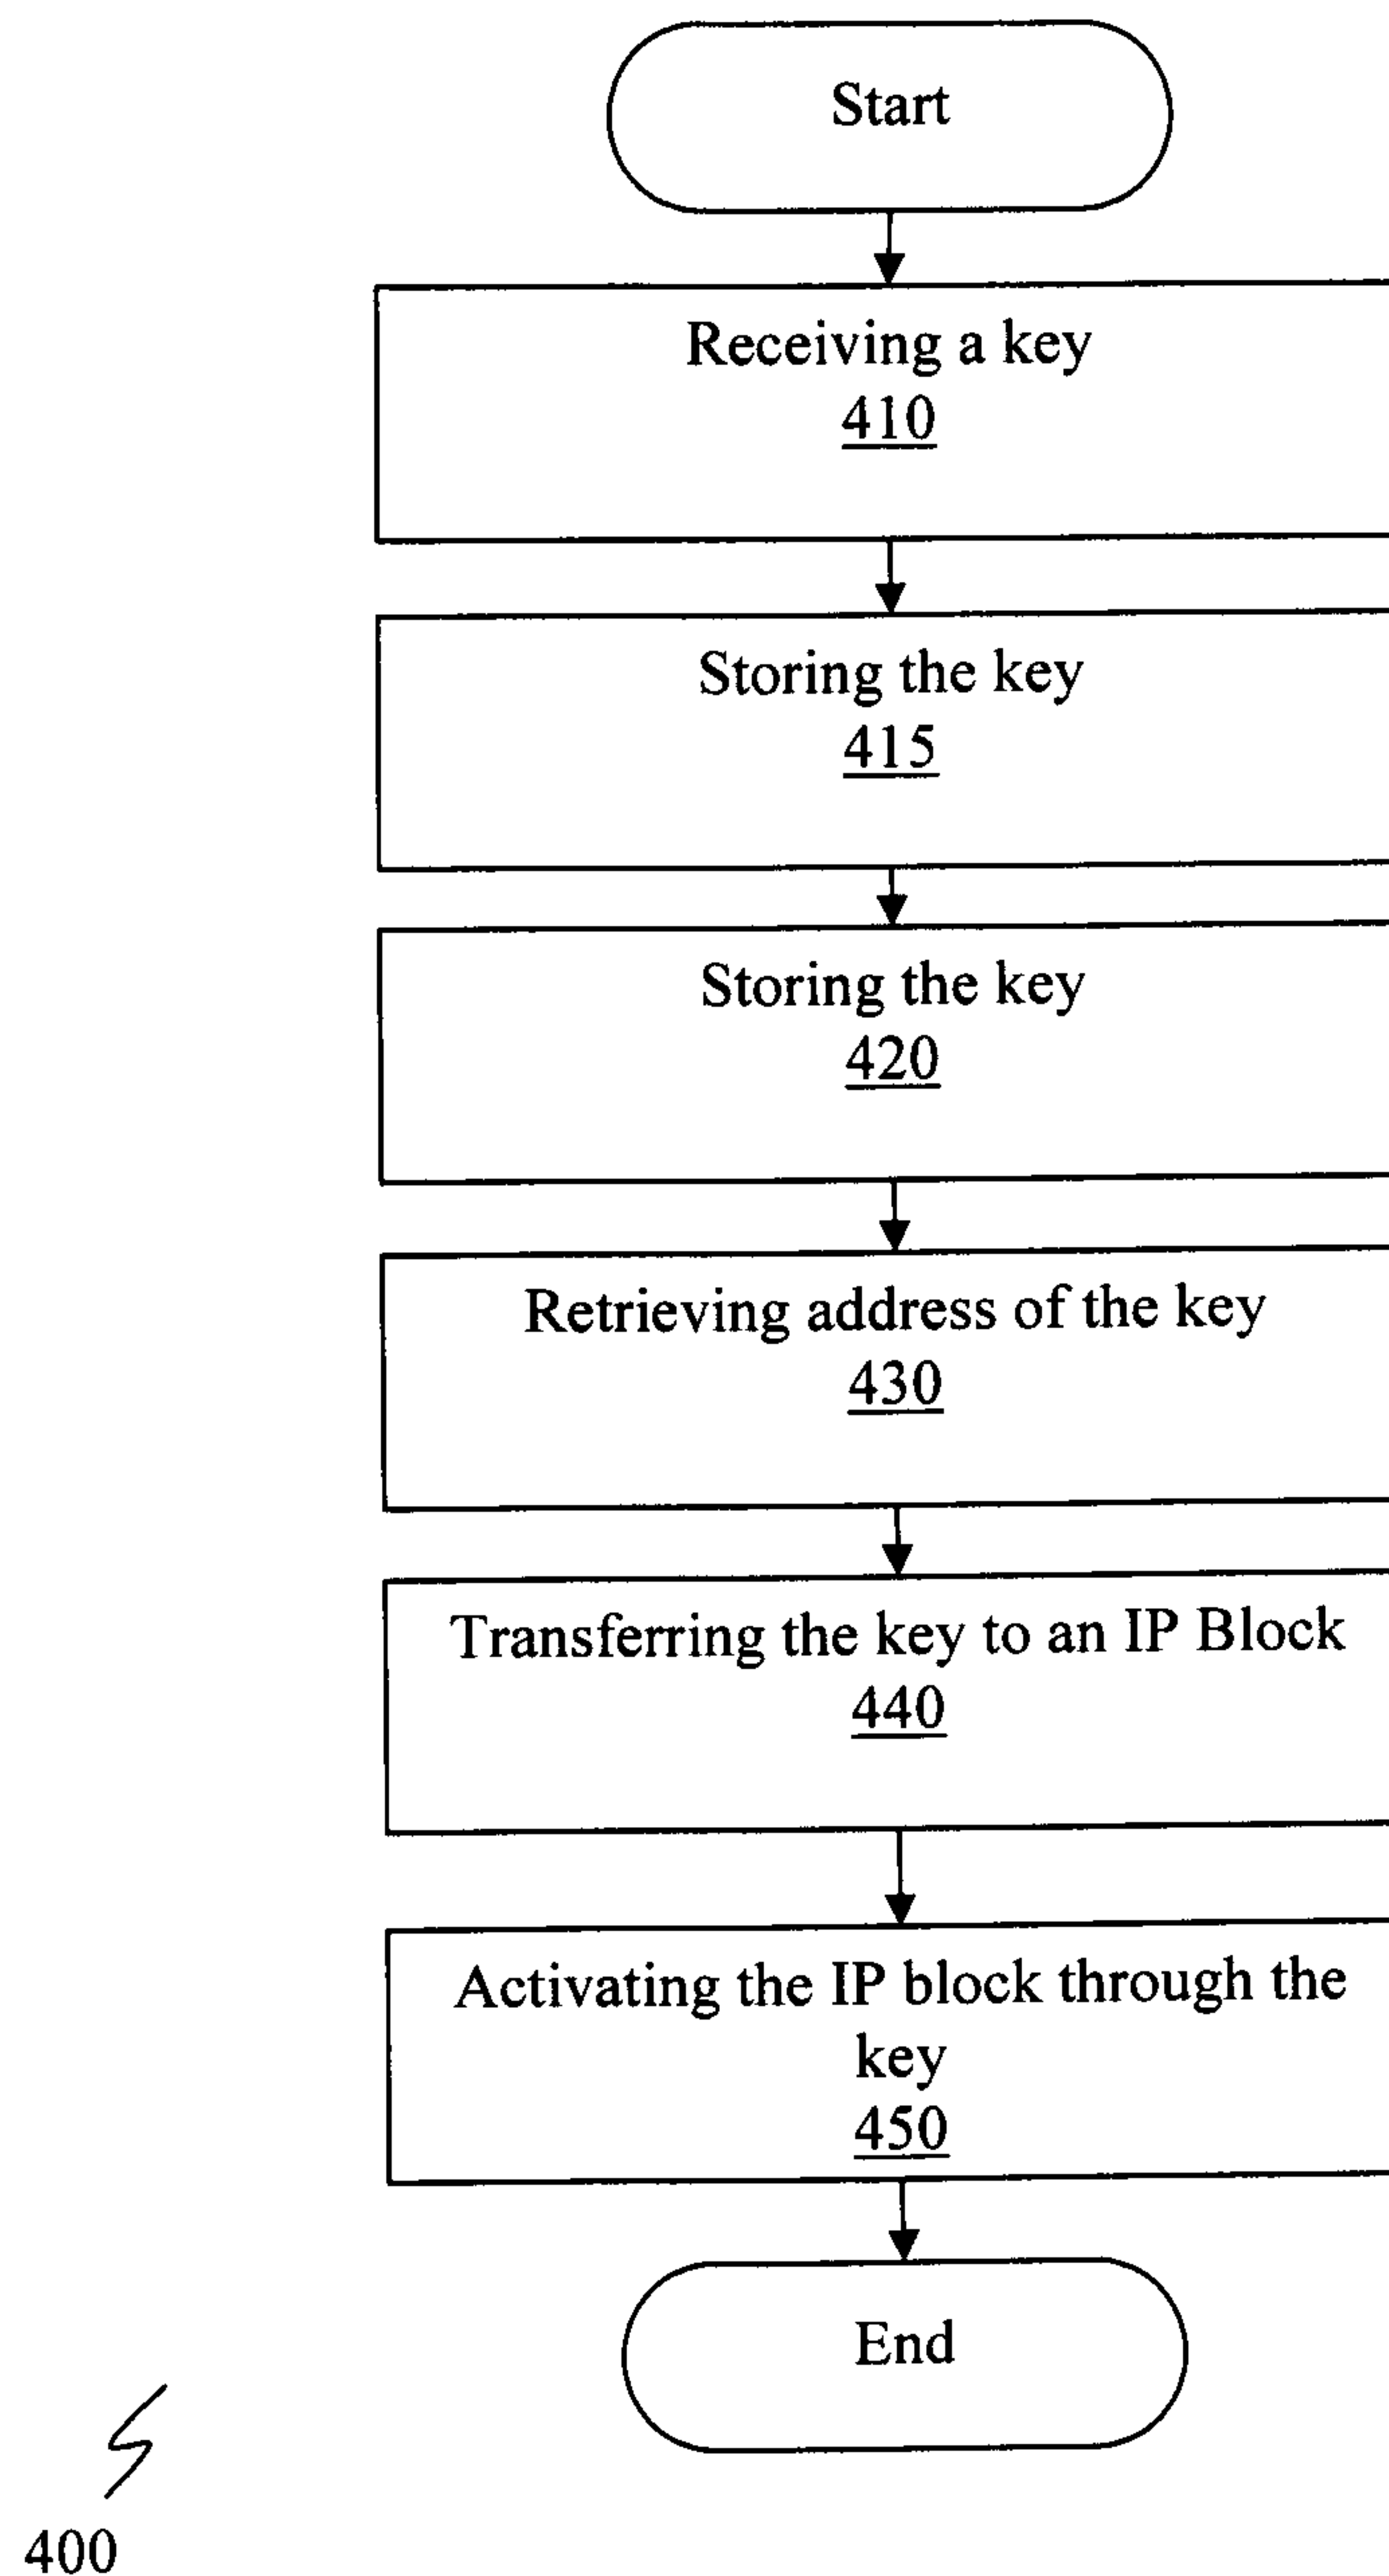 Start
Receiving a key
410
Storing the key
415
Storing the key
420
Retrieving address of the key
430
Transferring the key to an IP Block
440
Activating the IP block through the
key
450
End
400